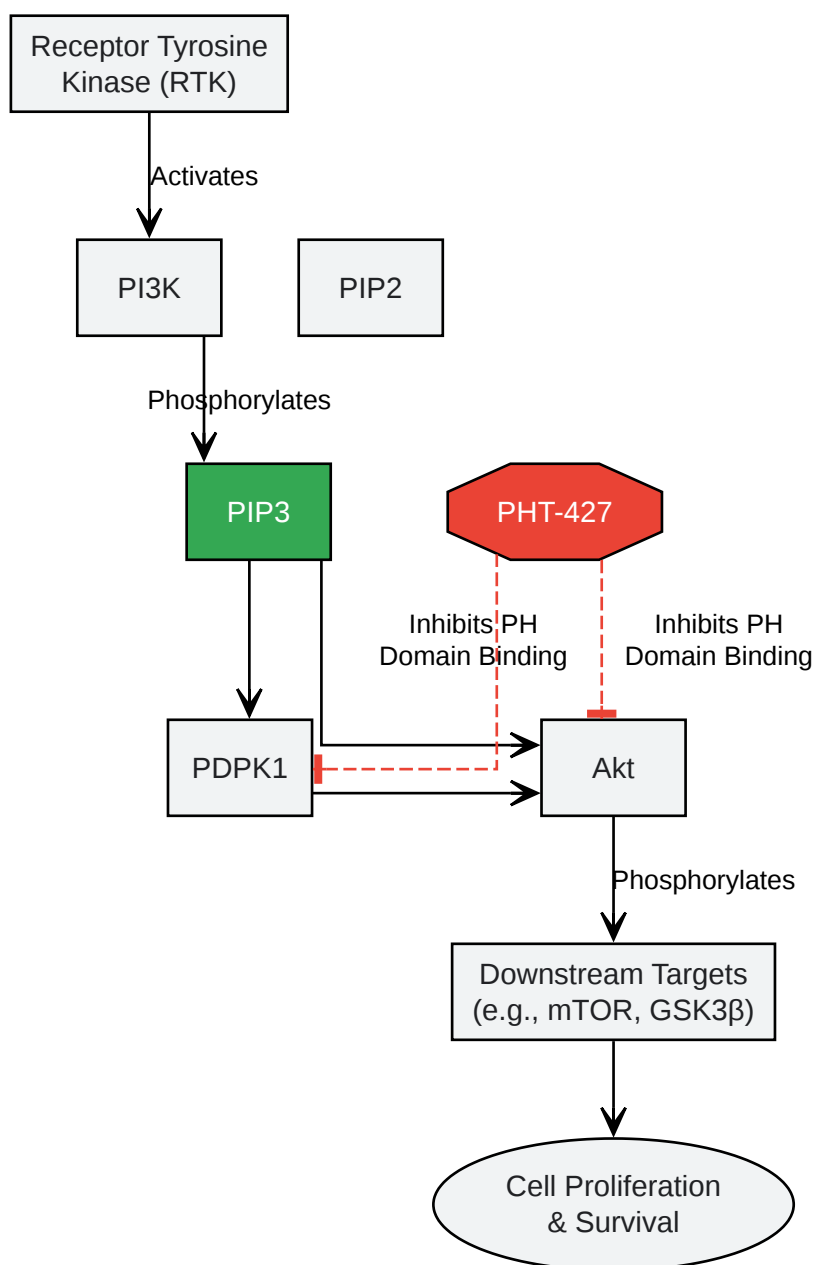 Receptor Tyrosine
Kinase (RTK)
Activates
PI3K
PIP2
Phosphorylates
PIP3
PHT-427
Inhibits PH
Domain Binding
Inhibits PH
Domain Binding
PDPK1
Akt
Phosphorylates
Downstream Targets
(e.g., mTOR, GSK3β)
Cell Proliferation
& Survival